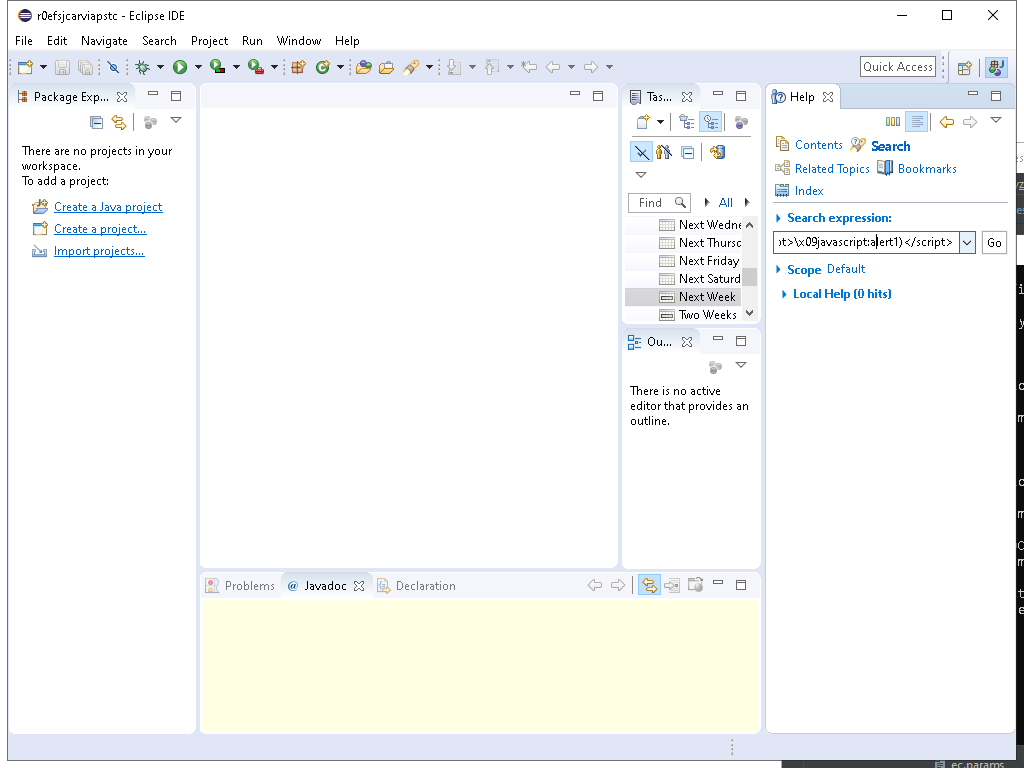 r0efsjcarviapstc - Eclipse IDE
File Edit Navigate Search Project Run Window Help
Quick Access
Package Exp...
There are no projects in your
workspace.
To add a project:
Create a Java project
Create a project...
Import projects...
Tas...
Find
All
Next Wedne
Next Thursd
Next Friday
Next Saturd
Next Week
Two Weeks
Ou...
There is no active
editor that provides an
outline.
Help
Contents
Search
Related Topics
Bookmarks
Index
Search expression:
pt>\x09javascript:alert1)</script>
Go
Scope Default
Local Help (0 hits)
Problems
@ Javadoc
Declaration
ec.params